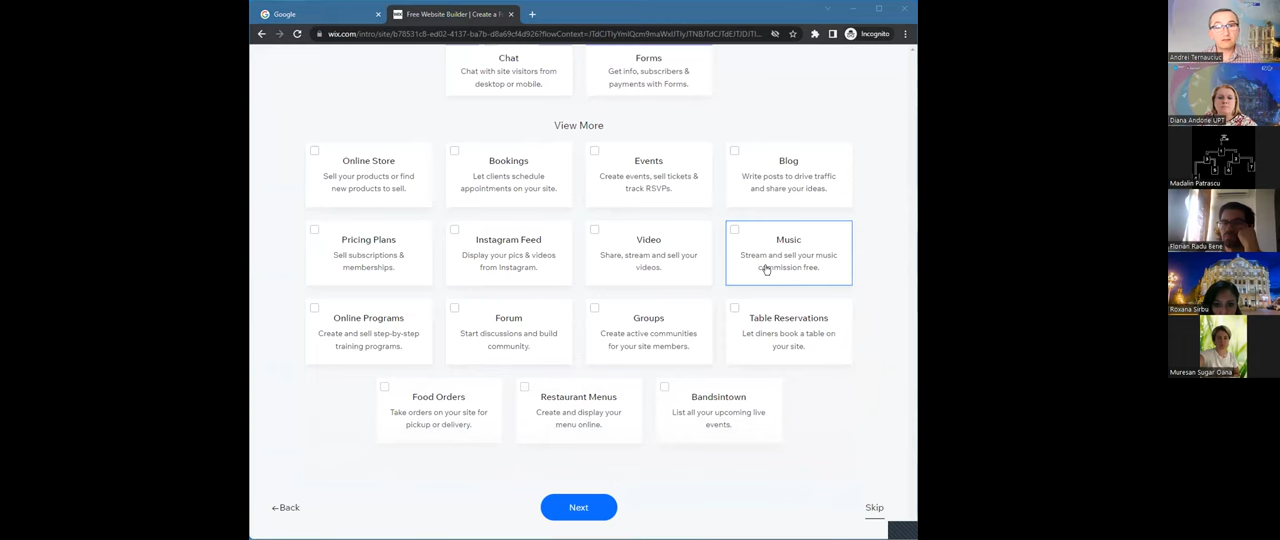 Google
Free Website Builder | Create a F
wix.com/intro/site/
Incognito
Chat
Chat with site visitors from
desktop or mobile.
Forms
Get info, subscribers &
payments with Forms.
View More
Online Store
Sell your products or find
new products to sell.
Bookings
Let clients schedule
appointments on your site.
Events
Create events, sell tickets &
track RSVPs.
Blog
Write posts to drive traffic
and share your ideas.
Pricing Plans
Sell subscriptions &
memberships.
Instagram Feed
Display your pics & videos
from Instagram.
Video
Share, stream and sell your
videos.
Music
Stream and sell your music
commission free.
Online Programs
Create and sell step-by-step
training programs.
Forum
Start discussions and build
community.
Groups
Create active communities
for your site members.
Table Reservations
Let diners book a table on
your site.
Food Orders
Take orders on your site for
pickup or delivery.
Restaurant Menus
Create and display your
menu online.
Bandsintown
List all your upcoming live
events.
←Back
Next
Skip
Andrei Ternauciuc
Diana Andone UPT
Madalin Patrascu
Florian Radu Bene
Roxana Sirbu
Muresan Sugar Oana